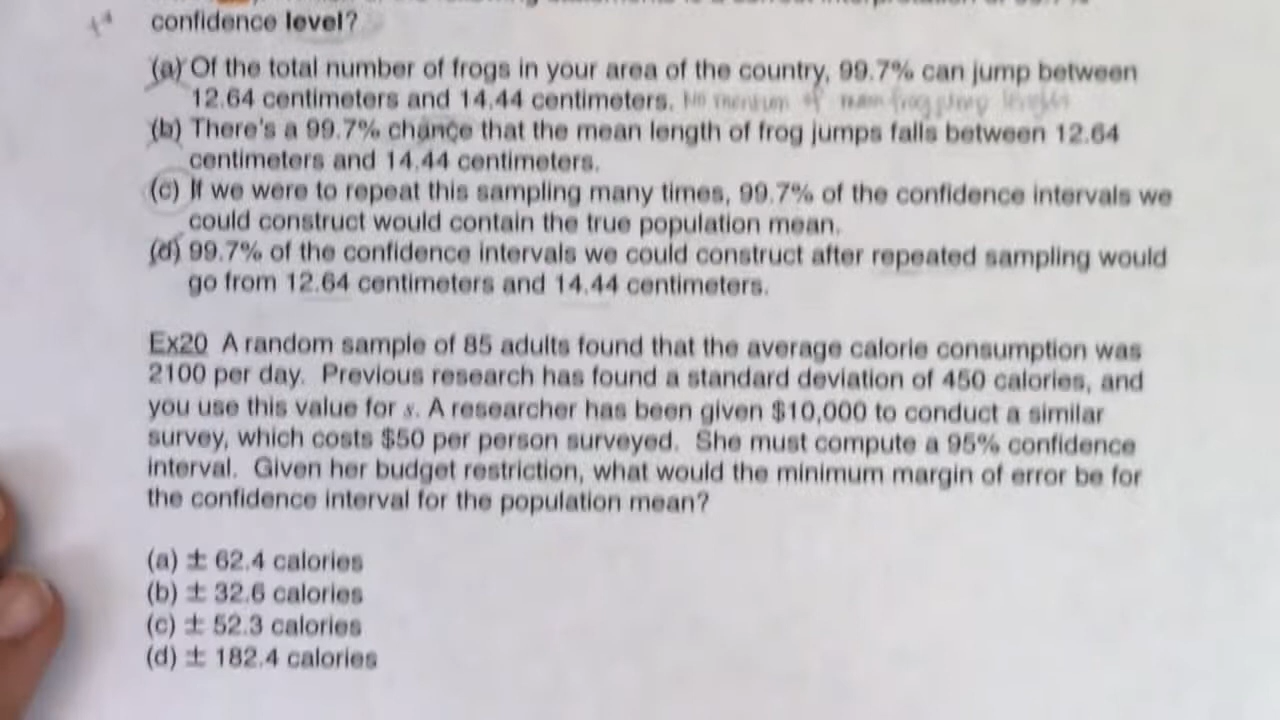 confidence level?
(a) Of the total number of frogs in your area of the country, 99.7% can jump between
12.64 centimeters and 14.44 centimeters. No mention of
(b) There's a 99.7% chance that the mean length of frog jumps falls between 12.64
centimeters and 14.44 centimeters.
(c) If we were to repeat this sampling many times, 99.7% of the confidence intervals we
could construct would contain the true population mean.
(d) 99.7% of the confidence intervals we could construct after repeated sampling would
go from 12.64 centimeters and 14.44 centimeters.
Ex20 A random sample of 85 adults found that the average calorie consumption was
2100 per day. Previous research has found a standard deviation of 450 calories, and
you use this value for s. A researcher has been given $10,000 to conduct a similar
survey, which costs $50 per person surveyed. She must compute a 95% confidence
interval. Given her budget restriction, what would the minimum margin of error be for
the confidence interval for the population mean?
(a) ± 62.4 calories
(b) ± 32.6 calories
(c) ± 52.3 calories
(d) ± 182.4 calories